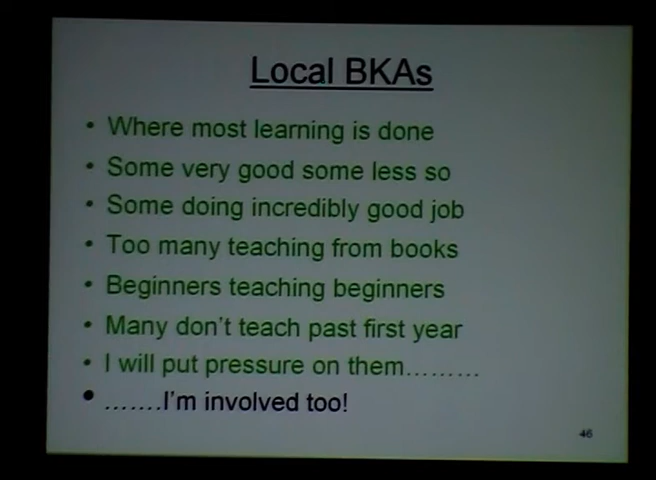 Local BKAs
• Where most learning is done
• Some very good some less so
• Some doing incredibly good job
• Too many teaching from books
• Beginners teaching beginners
• Many don't teach past first year
• I will put pressure on them………
• …….I'm involved too!
46